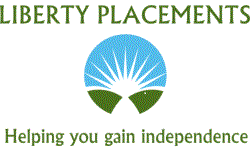 LIBERTY PLACEMENTS
Helping you gain independence